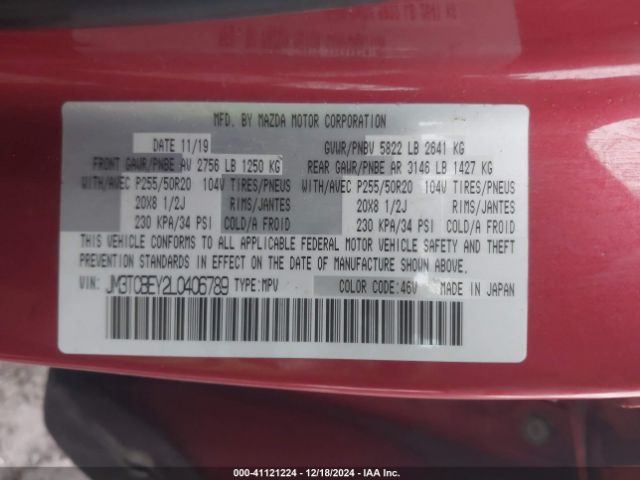 MFD. BY MAZDA MOTOR CORPORATION
DATE 11/19 GVWR/PNBV 5822 LB 2641 KG
FRONT GAWR/PNBE AV 2756 LB 1250 KG REAR GAWR/PNBE AR 3146 LB 1427 KG
WITH/AVEC P255/50R20 104V TIRES/PNEUS WITH/AVEC P255/50R20 104V TIRES/PNEUS
20X8 1/2J RIMS/JANTES 20X8 1/2J RIMS/JANTES
230 KPA/34 PSI COLD/A FROID 230 KPA/34 PSI COLD/A FROID
THIS VEHICLE CONFORMS TO ALL APPLICABLE FEDERAL MOTOR VEHICLE SAFETY AND THEFT
PREVENTION STANDARDS IN EFFECT ON THE DATE OF MANUFACTURE SHOWN ABOVE.
VIN: JM3TCBEY2L0406789 TYPE:MPV COLOR CODE:46V MADE IN JAPAN
000-41121224 | 12/18/2024 - IAA, Inc. |